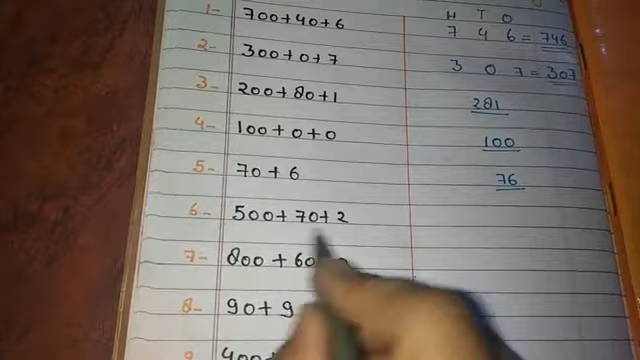 H T O
1- 700+40+6 7 4 6 = 746
2- 300+0+7 3 0 7 = 307
3- 200+80+1 281
4- 100+0+0 100
5- 70+6 76
6- 500+70+2
7- 800+60
8- 90+9
9 400